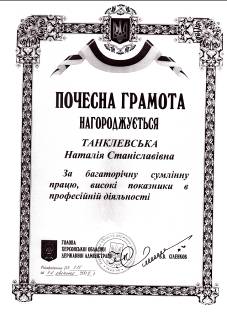 ПОЧЕСНА ГРАМОТА
НАГОРОДЖУЄТЬСЯ
ТАНКЛЕВСЬКА
Наталія Станіславівна
За багаторічну сумлінну
працю, високі показники в
професійній діяльності
ГОЛОВА
ХЕРСОНСЬКОЇ ОБЛАСНОЇ
ДЕРЖАВНОЇ АДМІНІСТРАЦІЇ
СІЛЕНКОВ